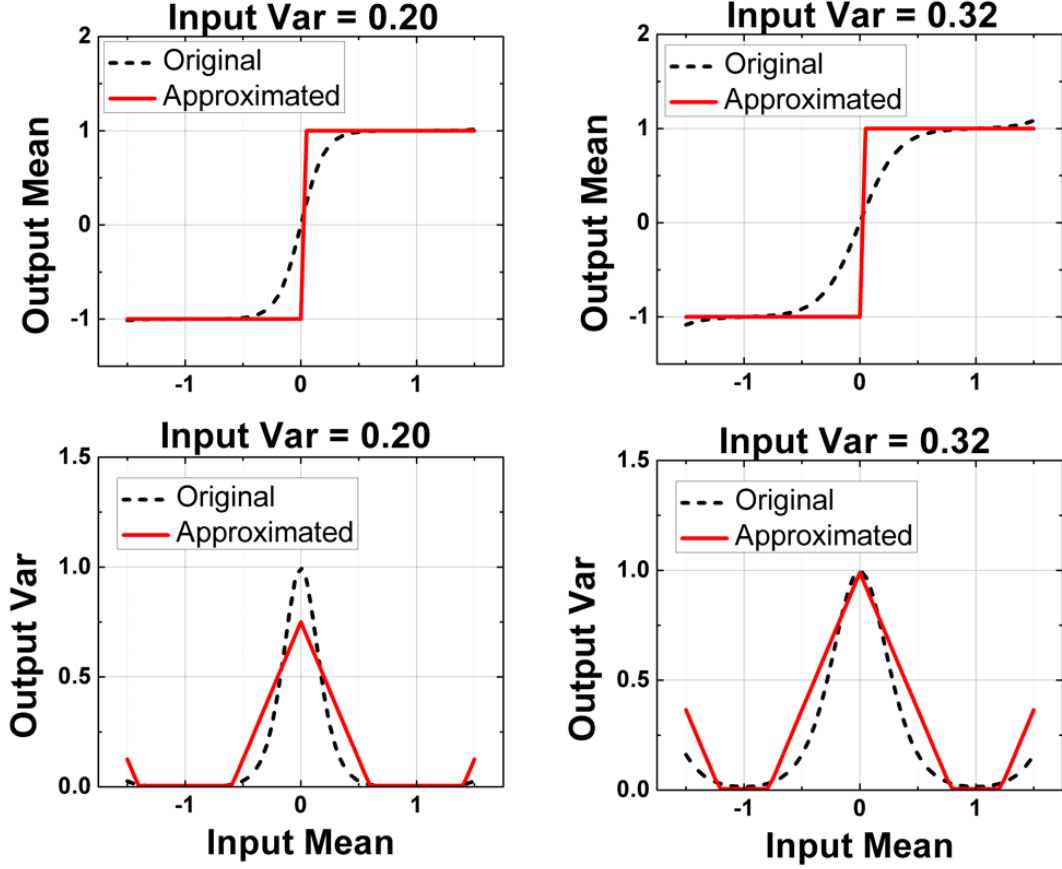 Input Var = 0.20
2
1
0
-1
Output Mean
Original
Approximated
-1 0 1
Input Var = 0.32
2
1
0
-1
Output Mean
Original
Approximated
-1 0 1
Input Var = 0.20
1.5
1.0
0.5
0.0
Output Var
Original
Approximated
-1 0 1
Input Mean
Input Var = 0.32
1.5
1.0
0.5
0.0
Output Var
Original
Approximated
-1 0 1
Input Mean